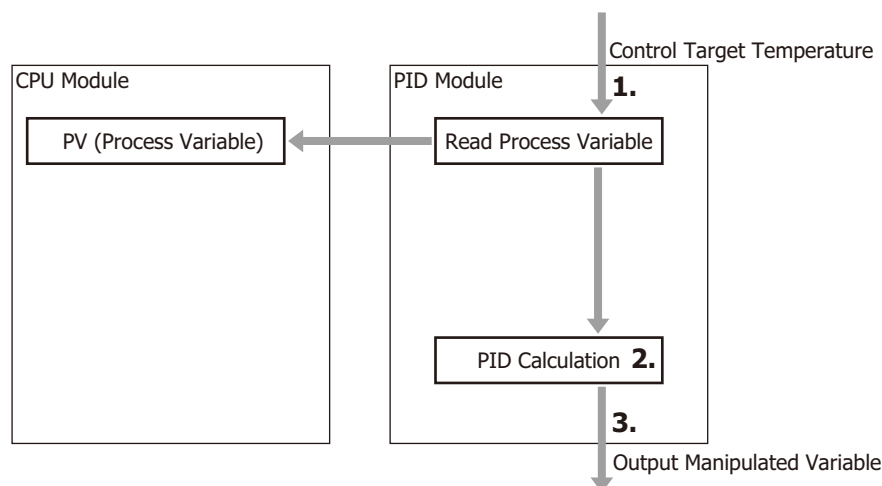 Control Target Temperature
CPU Module
PID Module
1.
PV (Process Variable)
Read Process Variable
PID Calculation 2.
3.
Output Manipulated Variable